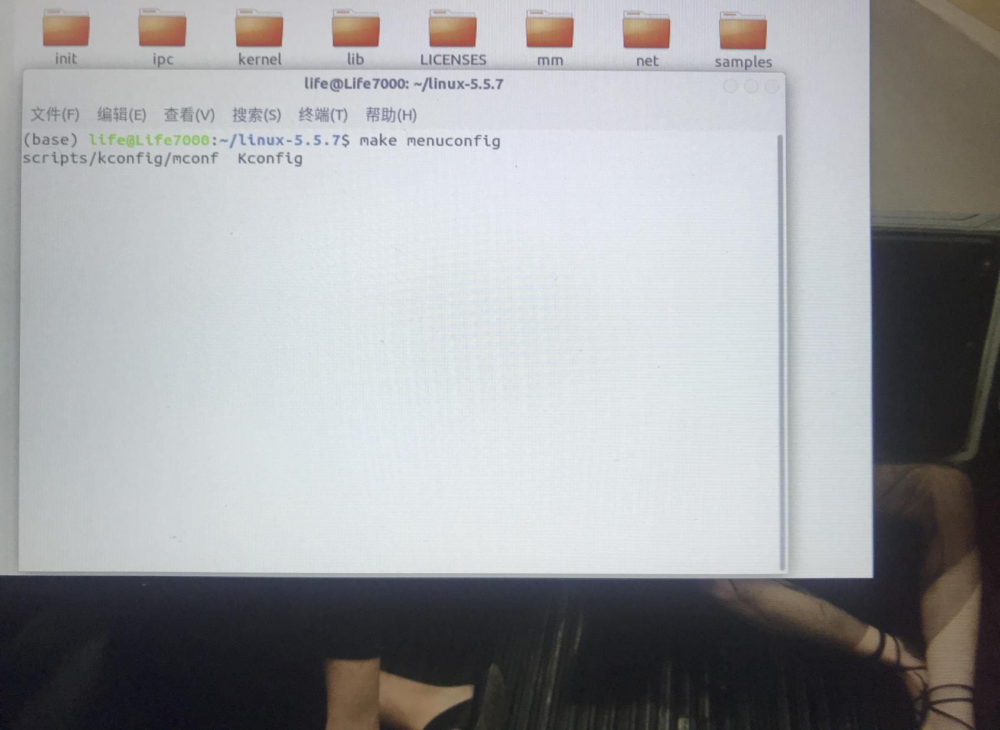 init ipc kernel lib LICENSES mm net samples
life@Life7000: ~/linux-5.5.7
文件(F) 编辑(E) 查看(V) 搜索(S) 终端(T) 帮助(H)
(base) life@Life7000:~/linux-5.5.7$ make menuconfig
scripts/kconfig/mconf  Kconfig